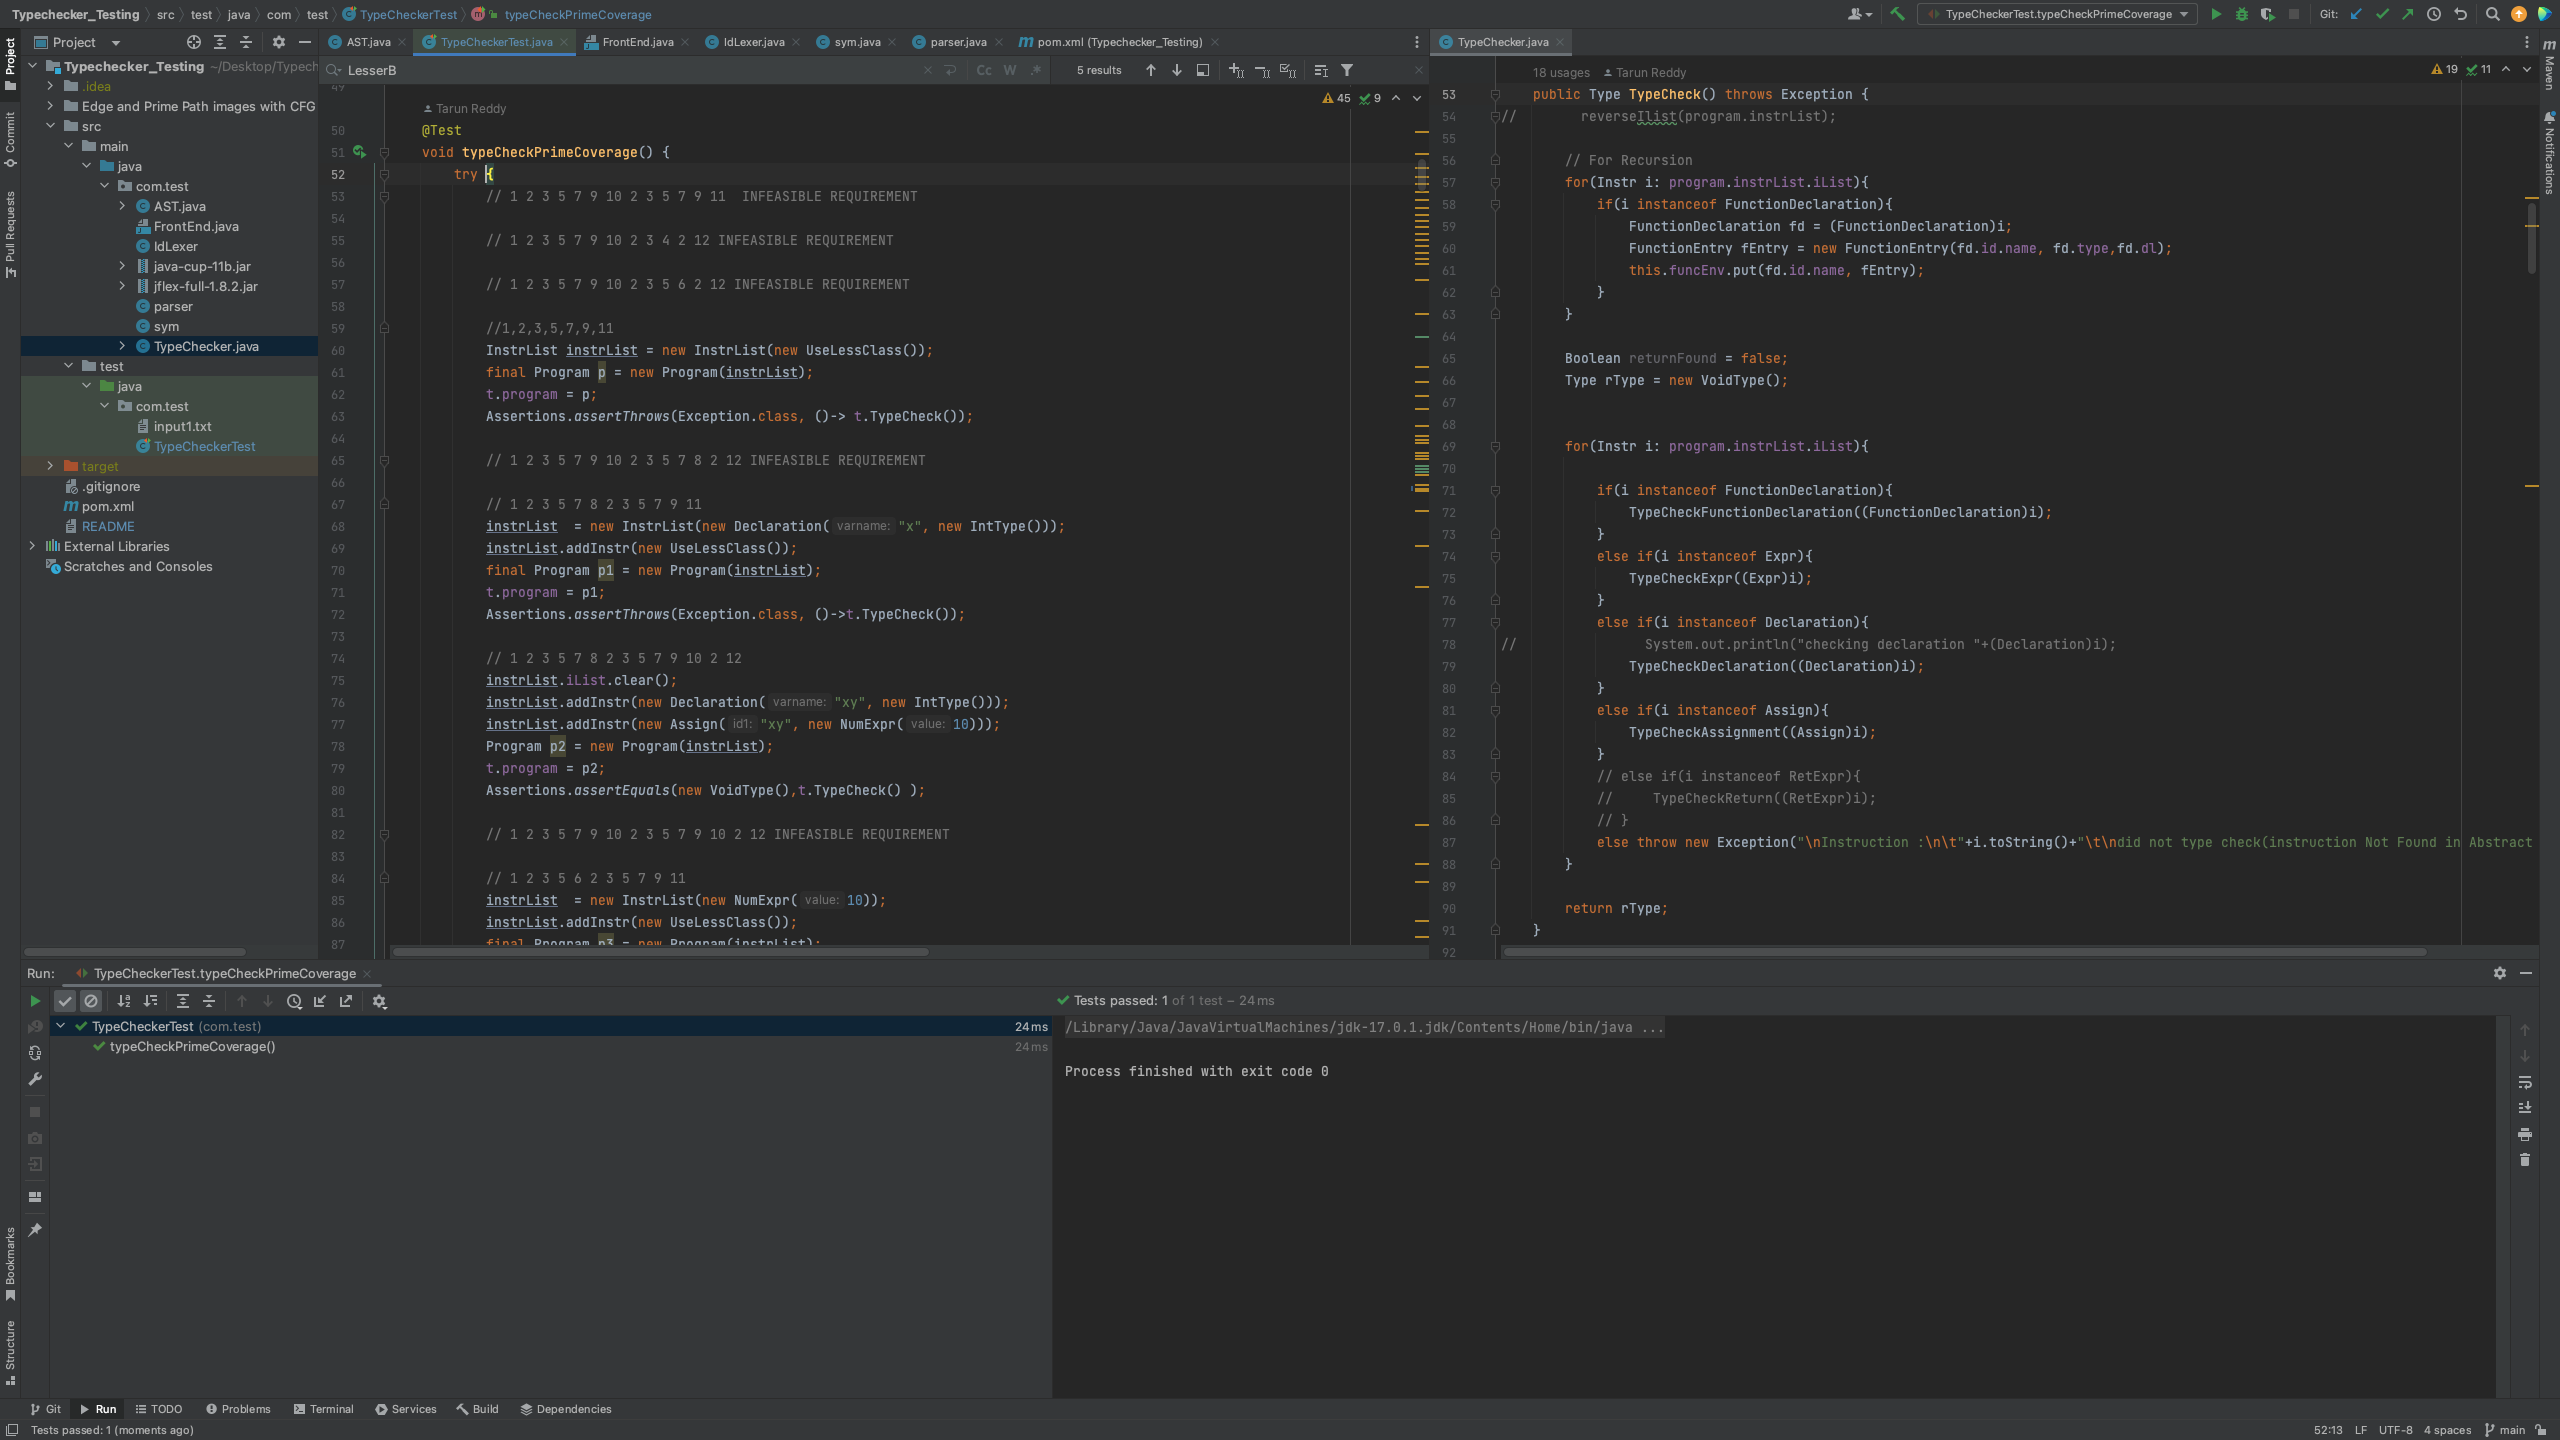 Typechecker_Testing src test java com test TypeCheckerTest typeCheckPrimeCoverage
TypeCheckerTest.typeCheckPrimeCoverage
Git:
Project
Commit
Pull Requests
Project
Typechecker_Testing ~/Desktop/Typech
.idea
Edge and Prime Path images with CFG
src
main
java
com.test
AST.java
FrontEnd.java
IdLexer
java-cup-11b.jar
jflex-full-1.8.2.jar
parser
sym
TypeChecker.java
test
java
com.test
input1.txt
TypeCheckerTest
target
.gitignore
pom.xml
README
External Libraries
Scratches and Consoles
AST.java TypeCheckerTest.java FrontEnd.java IdLexer.java sym.java parser.java pom.xml (Typechecker_Testing)
LesserB Cc W .* 5 results
45 9
49
Tarun Reddy
50 @Test
51 void typeCheckPrimeCoverage() {
52 try {
53 // 1 2 3 5 7 9 10 2 3 5 7 9 11  INFEASIBLE REQUIREMENT
54
55 // 1 2 3 5 7 9 10 2 3 4 2 12 INFEASIBLE REQUIREMENT
56
57 // 1 2 3 5 7 9 10 2 3 5 6 2 12 INFEASIBLE REQUIREMENT
58
59 //1,2,3,5,7,9,11
60 InstrList instrList = new InstrList(new UseLessClass());
61 final Program p = new Program(instrList);
62 t.program = p;
63 Assertions.assertThrows(Exception.class, ()-> t.TypeCheck());
64
65 // 1 2 3 5 7 9 10 2 3 5 7 8 2 12 INFEASIBLE REQUIREMENT
66
67 // 1 2 3 5 7 8 2 3 5 7 9 11
68 instrList  = new InstrList(new Declaration( varname: "x", new IntType()));
69 instrList.addInstr(new UseLessClass());
70 final Program p1 = new Program(instrList);
71 t.program = p1;
72 Assertions.assertThrows(Exception.class, ()->t.TypeCheck());
73
74 // 1 2 3 5 7 8 2 3 5 7 9 10 2 12
75 instrList.iList.clear();
76 instrList.addInstr(new Declaration( varname: "xy", new IntType()));
77 instrList.addInstr(new Assign( id1: "xy", new NumExpr( value: 10)));
78 Program p2 = new Program(instrList);
79 t.program = p2;
80 Assertions.assertEquals(new VoidType(),t.TypeCheck() );
81
82 // 1 2 3 5 7 9 10 2 3 5 7 9 10 2 12 INFEASIBLE REQUIREMENT
83
84 // 1 2 3 5 6 2 3 5 7 9 11
85 instrList  = new InstrList(new NumExpr( value: 10));
86 instrList.addInstr(new UseLessClass());
87 final Program p3 = new Program(instrList);
TypeChecker.java
18 usages Tarun Reddy
19 11
53 public Type TypeCheck() throws Exception {
54 // reverseIlist(program.instrList);
55
56 // For Recursion
57 for(Instr i: program.instrList.iList){
58 if(i instanceof FunctionDeclaration){
59 FunctionDeclaration fd = (FunctionDeclaration)i;
60 FunctionEntry fEntry = new FunctionEntry(fd.id.name, fd.type,fd.dl);
61 this.funcEnv.put(fd.id.name, fEntry);
62 }
63 }
64
65 Boolean returnFound = false;
66 Type rType = new VoidType();
67
68
69 for(Instr i: program.instrList.iList){
70
71 if(i instanceof FunctionDeclaration){
72 TypeCheckFunctionDeclaration((FunctionDeclaration)i);
73 }
74 else if(i instanceof Expr){
75 TypeCheckExpr((Expr)i);
76 }
77 else if(i instanceof Declaration){
78 // System.out.println("checking declaration "+(Declaration)i);
79 TypeCheckDeclaration((Declaration)i);
80 }
81 else if(i instanceof Assign){
82 TypeCheckAssignment((Assign)i);
83 }
84 // else if(i instanceof RetExpr){
85 //     TypeCheckReturn((RetExpr)i);
86 // }
87 else throw new Exception("\nInstruction :\n\t"+i.toString()+"\t\ndid not type check(instruction Not Found in Abstract
88 }
89
90 return rType;
91 }
92
Maven
Notifications
Run: TypeCheckerTest.typeCheckPrimeCoverage
Tests passed: 1 of 1 test – 24 ms
TypeCheckerTest (com.test) 24 ms
typeCheckPrimeCoverage() 24 ms
/Library/Java/JavaVirtualMachines/jdk-17.0.1.jdk/Contents/Home/bin/java ...
Process finished with exit code 0
Bookmarks
Structure
Git Run TODO Problems Terminal Services Build Dependencies
Tests passed: 1 (moments ago) 52:13 LF UTF-8 4 spaces main